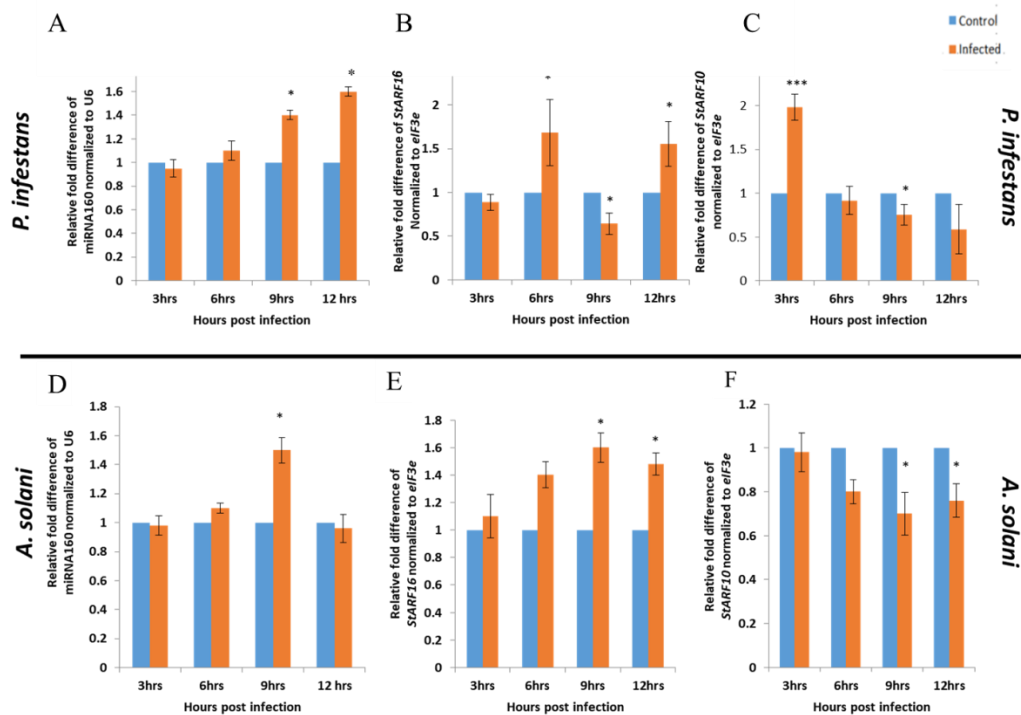 A
B
C
Control
Infected
P. infestans
Relative fold difference of
miRNA160 normalized to U6
1.6
1.4
1.2
1
0.8
0.6
0.4
0.2
0
*
*
3hrs
6hrs
9hrs
12 hrs
Hours post infection
Relative fold difference of StARF16
Normalized to eIF3e
2
1.5
1
0.5
0
*
*
3hrs
6hrs
9hrs
12hrs
Hours post infection
Relative fold difference of StARF10
normalized to eIF3e
2
1.5
1
0.5
0
***
*
3hrs
6hrs
9hrs
12hrs
Hours post infection
P. infestans
D
E
F
A. solani
Relative fold difference of
miRNA160 normalized to U6
1.8
1.6
1.4
1.2
1
0.8
0.6
0.4
0.2
0
*
3hrs
6hrs
9hrs
12 hrs
Hours post infection
Relative fold difference of
StARF16 normalized to eIF3e
1.8
1.6
1.4
1.2
1
0.8
0.6
0.4
0.2
0
*
*
3hrs
6hrs
9hrs
12hrs
Hours post infection
Relative fold difference of
StARF10 normalized to eIF3e
1.2
1
0.8
0.6
0.4
0.2
0
*
*
3hrs
6hrs
9hrs
12hrs
Hours post infection
A. solani